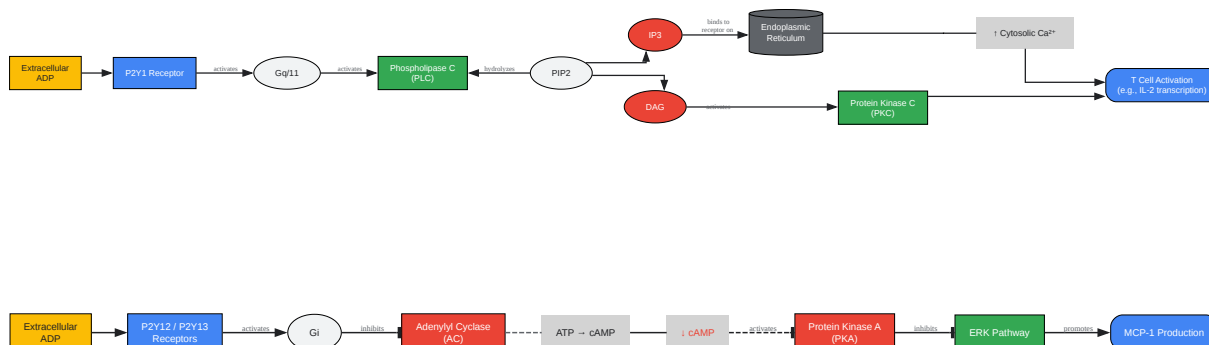 Extracellular
ADP
P2Y1 Receptor
activates
Gq/11
activates
Phospholipase C
(PLC)
hydrolyzes
PIP2
IP3
binds to
receptor on
Endoplasmic
Reticulum
↑ Cytosolic Ca²⁺
DAG
activates
Protein Kinase C
(PKC)
T Cell Activation
(e.g., IL-2 transcription)
Extracellular
ADP
P2Y12 / P2Y13
Receptors
activates
Gi
inhibits
Adenylyl Cyclase
(AC)
ATP → cAMP
↓ cAMP
activates
Protein Kinase A
(PKA)
inhibits
ERK Pathway
promotes
MCP-1 Production